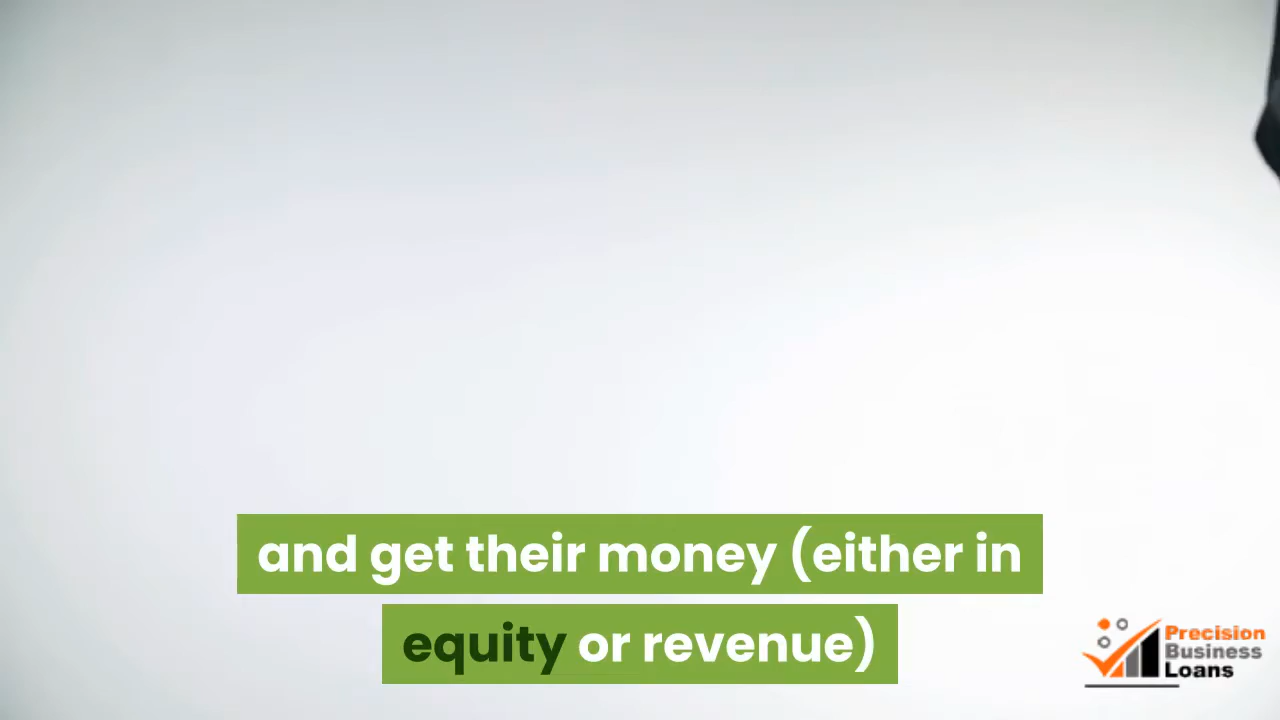 and get their money (either in
equity or revenue)
Precision
Business
Loans